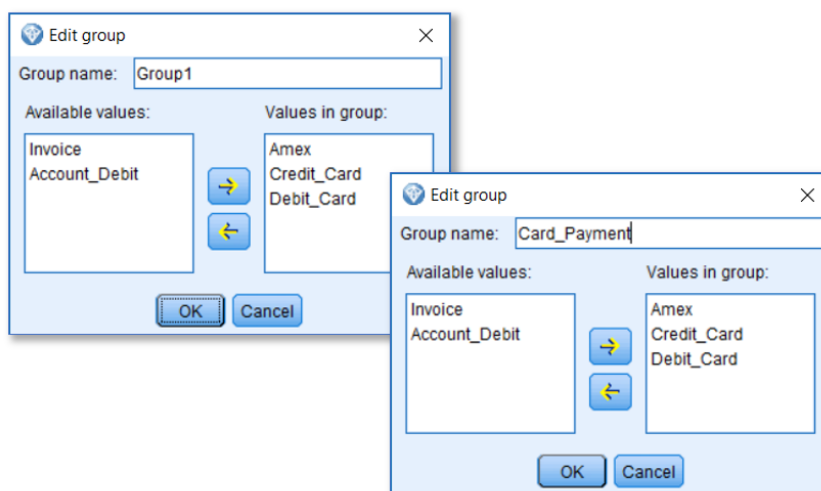 Edit group
Group name: Group1
Available values: Values in group:
Invoice Amex
Account_Debit Credit_Card
Debit_Card
OK Cancel
Edit group
Group name: Card_Payment
Available values: Values in group:
Invoice Amex
Account_Debit Credit_Card
Debit_Card
OK Cancel